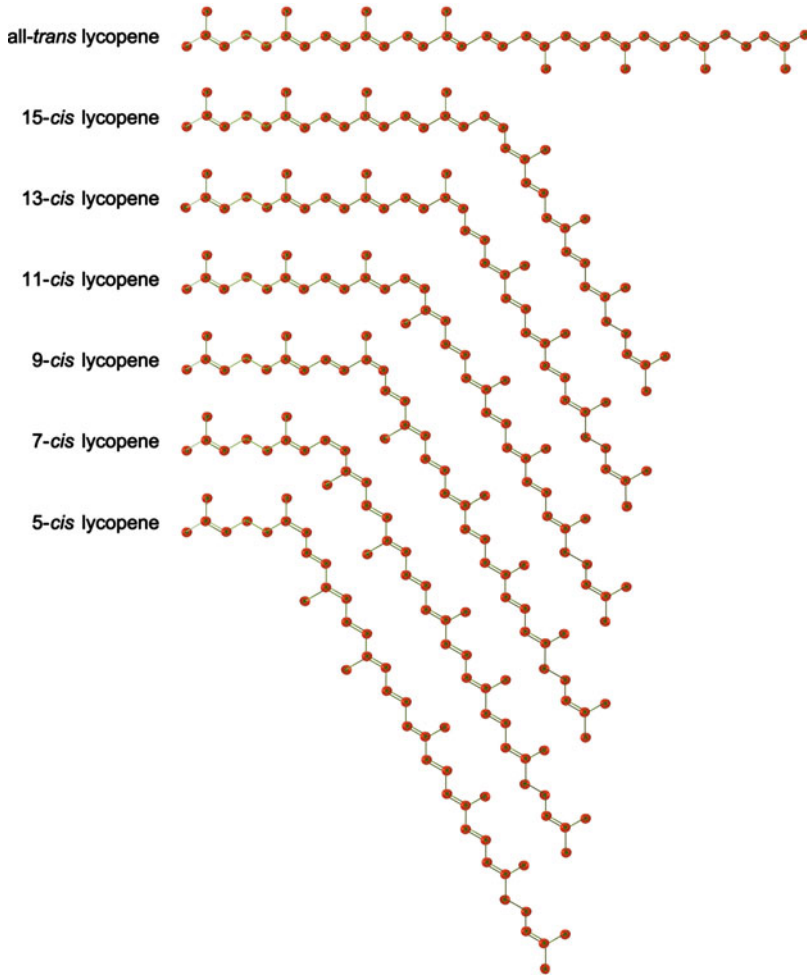 all-trans lycopene
15-cis lycopene
13-cis lycopene
11-cis lycopene
9-cis lycopene
7-cis lycopene
5-cis lycopene